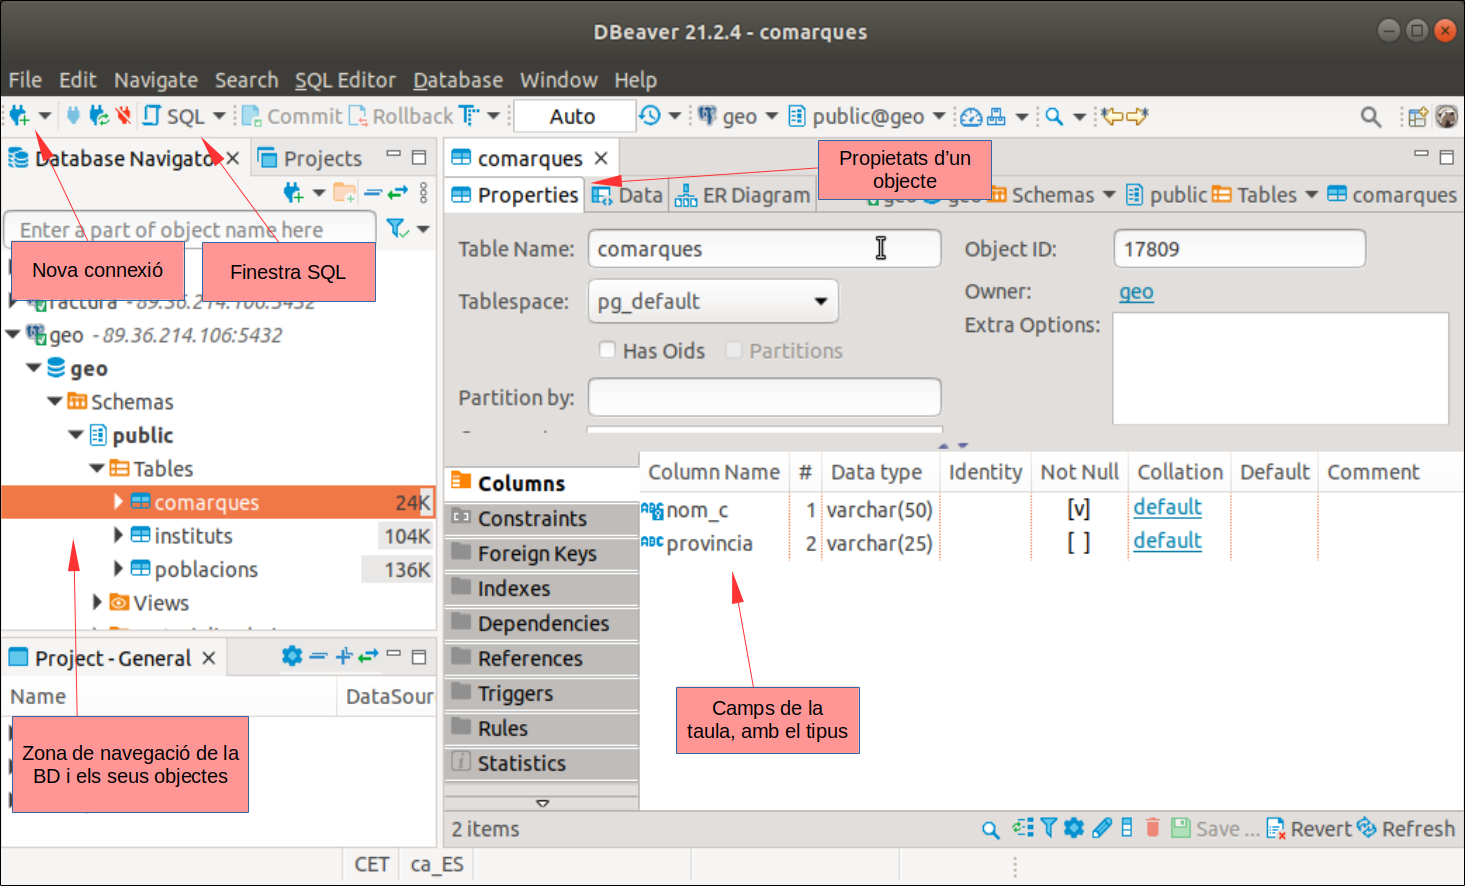 DBeaver 21.2.4 - comarques
File Edit Navigate Search SQL Editor Database Window Help
SQL Commit Rollback Auto geo public@geo
Database Navigato Projects
Enter a part of object name here
Nova connexió
Finestra SQL
factura - 89.36.214.106:5432
geo - 89.36.214.106:5432
geo
Schemas
public
Tables
comarques 24K
instituts 104K
poblacions 136K
Views
Project - General
Name DataSour
Zona de navegació de la
BD i els seus objectes
comarques
Propietats d'un
objecte
Properties Data ER Diagram geo geo Schemas public Tables comarques
Table Name: comarques
Object ID: 17809
Tablespace: pg_default
Owner: geo
Extra Options:
Has Oids Partitions
Partition by:
Columns
Constraints
Foreign Keys
Indexes
Dependencies
References
Triggers
Rules
Statistics
Column Name # Data type Identity Not Null Collation Default Comment
nom_c 1 varchar(50) [v] default
provincia 2 varchar(25) [ ] default
Camps de la
taula, amb el tipus
2 items
Save ... Revert Refresh
CET ca_ES